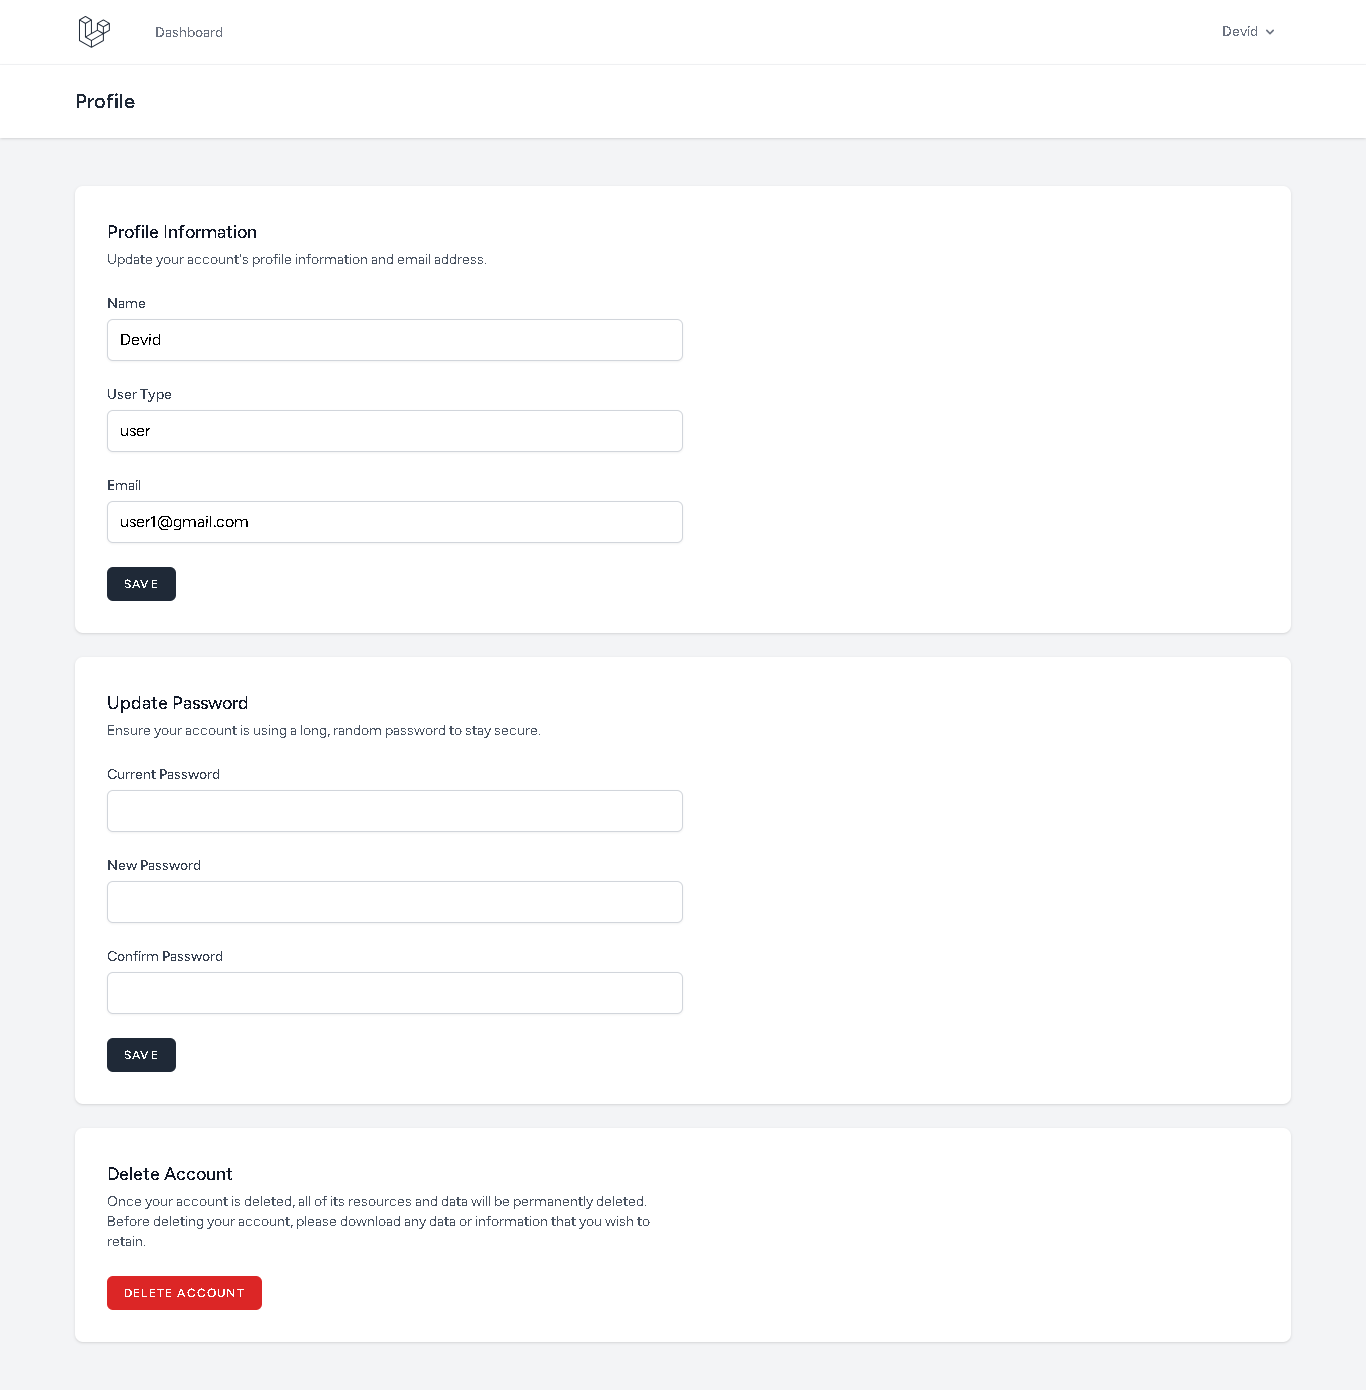 Dashboard
Devid
Profile
Profile Information
Update your account's profile information and email address.
Name
Devid
User Type
user
Email
user1@gmail.com
SAVE
Update Password
Ensure your account is using a long, random password to stay secure.
Current Password
New Password
Confirm Password
SAVE
Delete Account
Once your account is deleted, all of its resources and data will be permanently deleted.
Before deleting your account, please download any data or information that you wish to
retain.
DELETE ACCOUNT